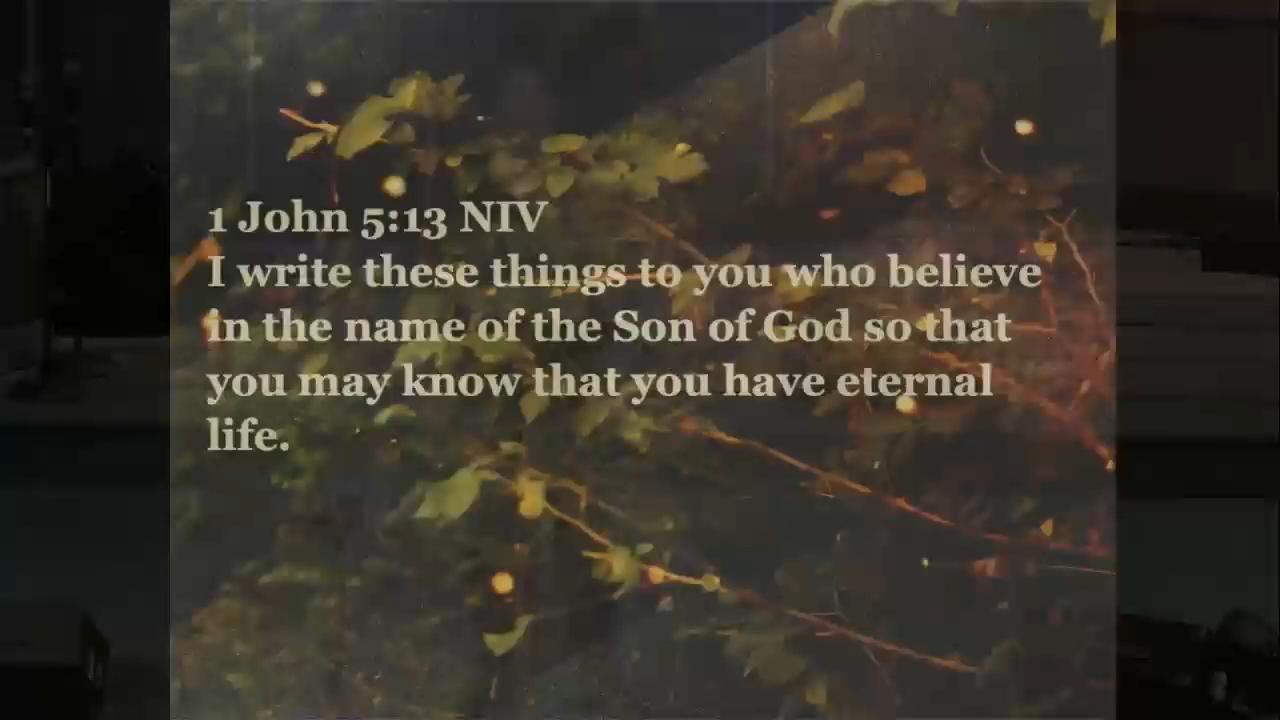 1 John 5:13 NIV
I write these things to you who believe
in the name of the Son of God so that
you may know that you have eternal
life.